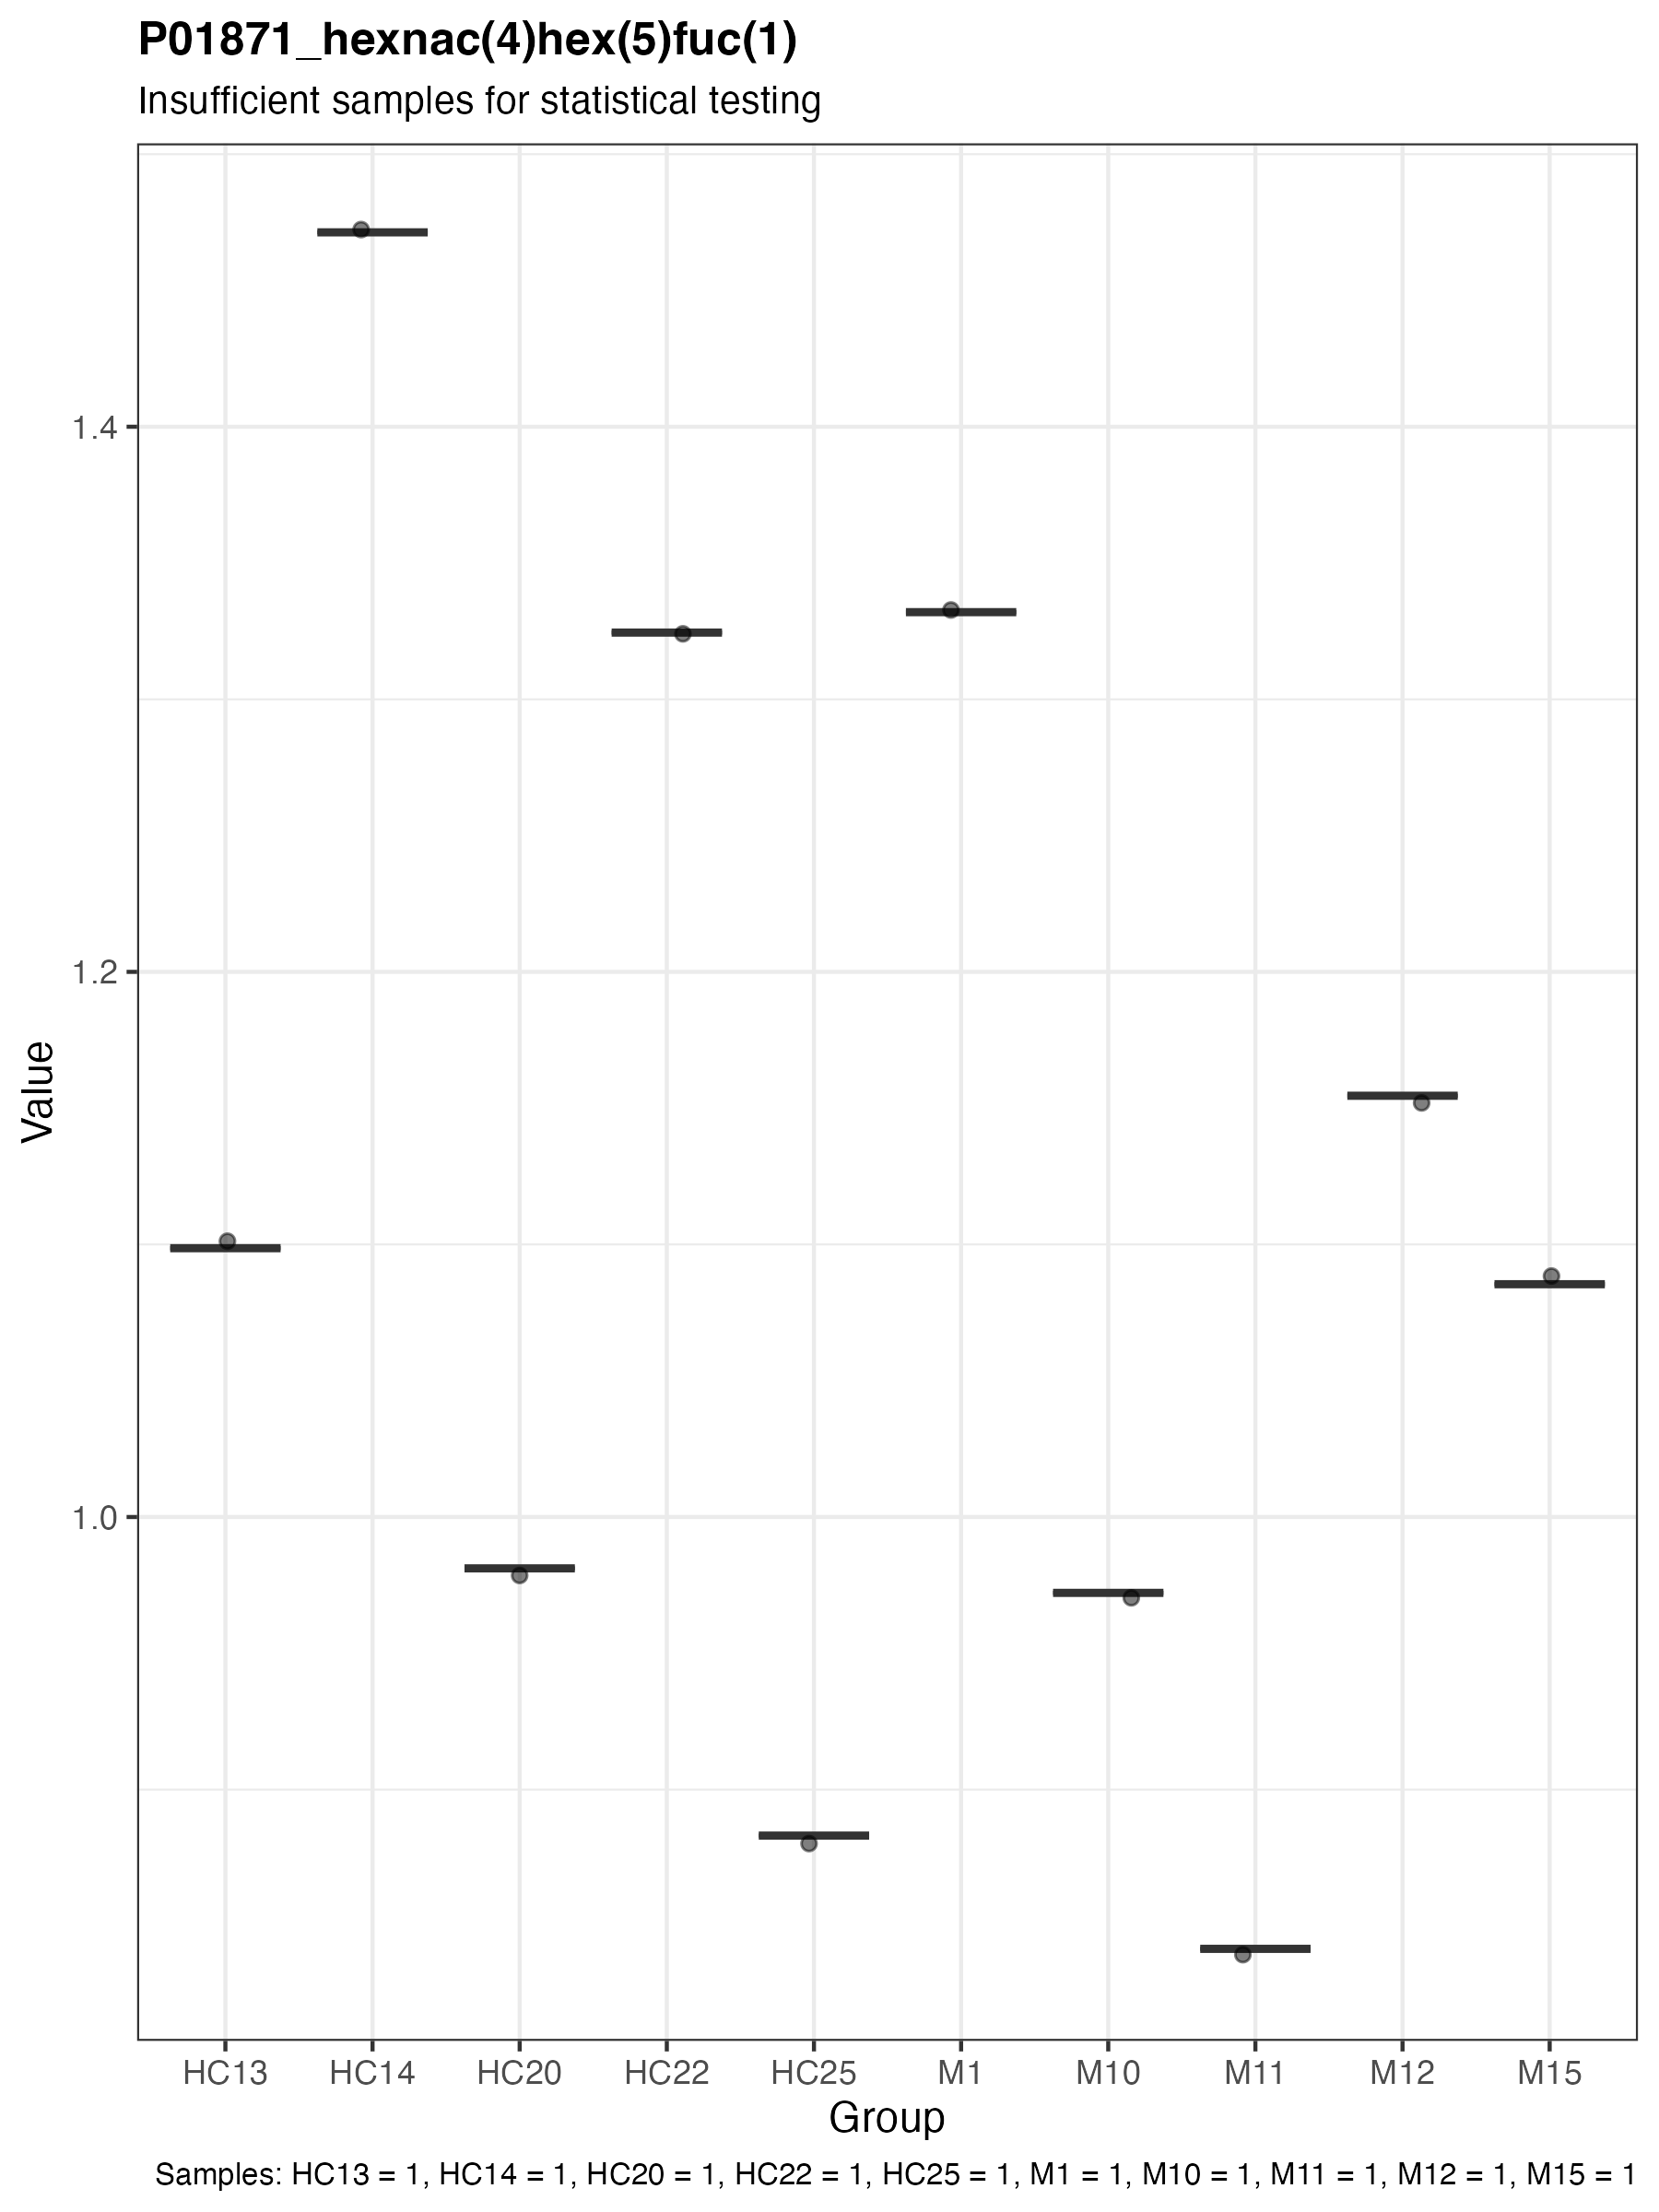 P01871_hexnac(4)hex(5)fuc(1)
Insufficient samples for statistical testing
1.4
1.2
1.0
Value
HC13 HC14 HC20 HC22 HC25 M1 M10 M11 M12 M15
Group
Samples: HC13 = 1, HC14 = 1, HC20 = 1, HC22 = 1, HC25 = 1, M1 = 1, M10 = 1, M11 = 1, M12 = 1, M15 = 1